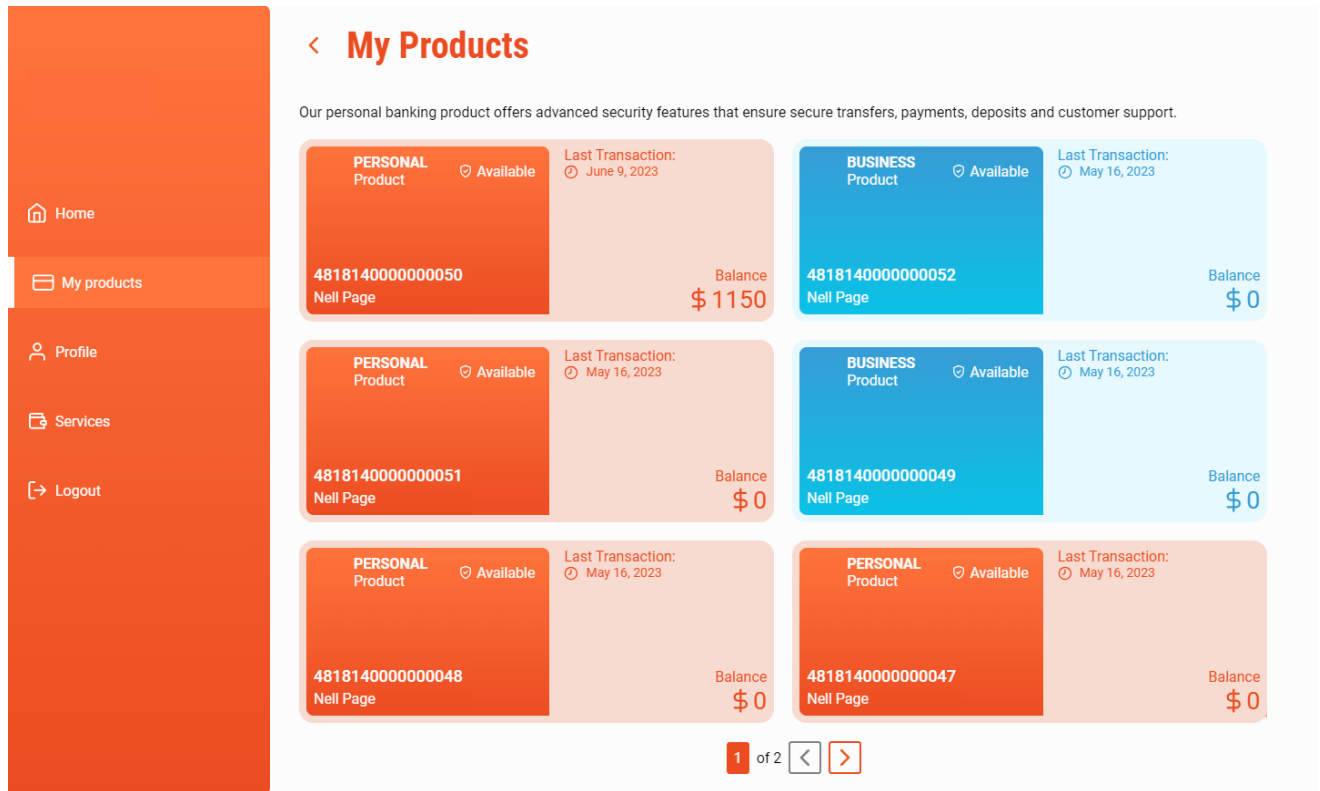 My Products
Home
My products
Profile
Services
Logout
Our personal banking product offers advanced security features that ensure secure transfers, payments, deposits and customer support.
PERSONAL
Product
Available
Last Transaction:
June 9, 2023
4818140000000050
Nell Page
Balance
$ 1150
BUSINESS
Product
Available
Last Transaction:
May 16, 2023
4818140000000052
Nell Page
Balance
$ 0
PERSONAL
Product
Available
Last Transaction:
May 16, 2023
4818140000000051
Nell Page
Balance
$ 0
BUSINESS
Product
Available
Last Transaction:
May 16, 2023
4818140000000049
Nell Page
Balance
$ 0
PERSONAL
Product
Available
Last Transaction:
May 16, 2023
4818140000000048
Nell Page
Balance
$ 0
PERSONAL
Product
Available
Last Transaction:
May 16, 2023
4818140000000047
Nell Page
Balance
$ 0
1 of 2